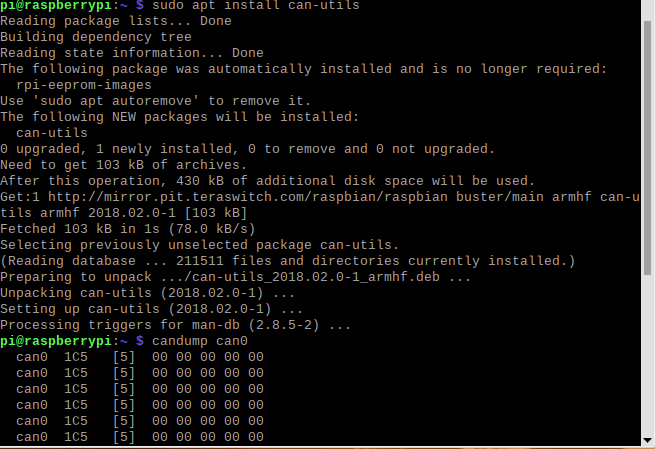 pi@raspberrypi:~ $ sudo apt install can-utils
Reading package lists... Done
Building dependency tree
Reading state information... Done
The following package was automatically installed and is no longer required:
  rpi-eeprom-images
Use 'sudo apt autoremove' to remove it.
The following NEW packages will be installed:
  can-utils
0 upgraded, 1 newly installed, 0 to remove and 0 not upgraded.
Need to get 103 kB of archives.
After this operation, 430 kB of additional disk space will be used.
Get:1 http://mirror.pit.teraswitch.com/raspbian/raspbian buster/main armhf can-u
tils armhf 2018.02.0-1 [103 kB]
Fetched 103 kB in 1s (78.0 kB/s)
Selecting previously unselected package can-utils.
(Reading database ... 211511 files and directories currently installed.)
Preparing to unpack .../can-utils_2018.02.0-1_armhf.deb ...
Unpacking can-utils (2018.02.0-1) ...
Setting up can-utils (2018.02.0-1) ...
Processing triggers for man-db (2.8.5-2) ...
pi@raspberrypi:~ $ candump can0
  can0  1C5   [5]  00 00 00 00 00
  can0  1C5   [5]  00 00 00 00 00
  can0  1C5   [5]  00 00 00 00 00
  can0  1C5   [5]  00 00 00 00 00
  can0  1C5   [5]  00 00 00 00 00
  can0  1C5   [5]  00 00 00 00 00